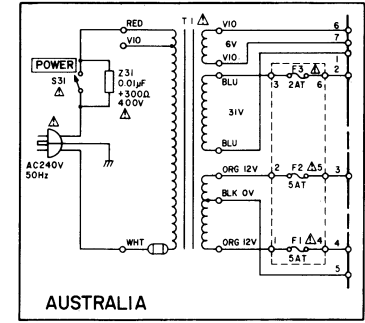 RED
T 1
VIO
6
VIO
6V
7
POWER
VIO
1
S31
Z31
0.01µF
+300Ω
400V
BLU
F3
2
3
2AT
6
31V
AC240V
50Hz
BLU
ORG 12V
2
F2
5
3
5AT
BLK 0V
WHT
ORG 12V
1
F1
4
4
5AT
5
AUSTRALIA